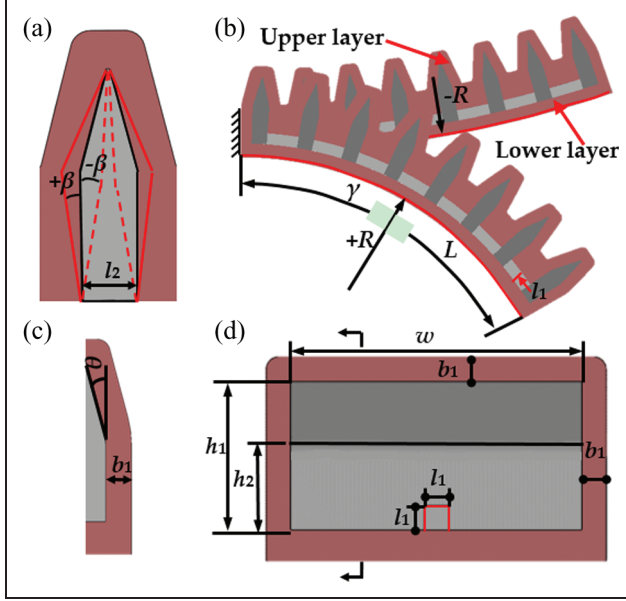 (a)
+β
-β
l₂
(b)
Upper layer
-R
Lower layer
γ
+R
L
l₁
(c)
θ
b₁
(d)
w
b₁
h₁
h₂
b₁
l₁
l₁